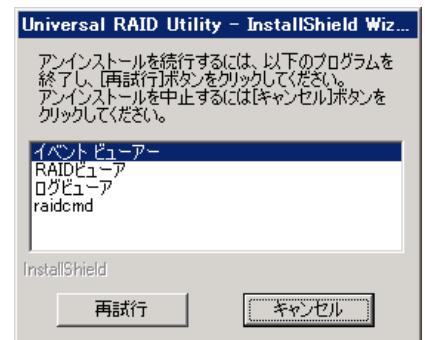 Universal RAID Utility - InstallShield Wiz...
アンインストールを続行するには、以下のプログラムを
終了し、[再試行]ボタンをクリックしてください。
アンインストールを中止するには[キャンセル]ボタンを
クリックしてください。
イベント ビューアー
RAIDビューア
ログビューア
raidcmd
InstallShield
再試行
キャンセル